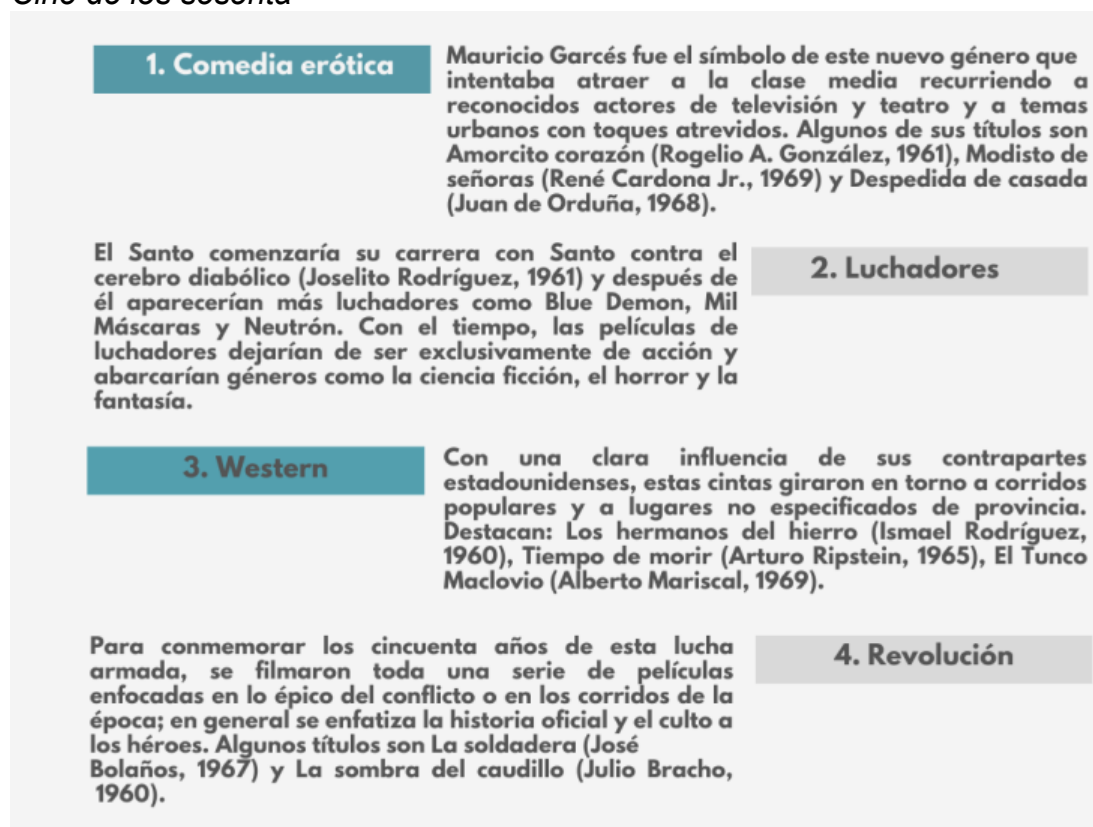 Cine de los sesenta
1. Comedia erótica
Mauricio Garcés fue el símbolo de este nuevo género que
intentaba atraer a la clase media recurriendo a
reconocidos actores de televisión y teatro y a temas
urbanos con toques atrevidos. Algunos de sus títulos son
Amorcito corazón (Rogelio A. González, 1961), Modisto de
señoras (René Cardona Jr., 1969) y Despedida de casada
(Juan de Orduña, 1968).
El Santo comenzaría su carrera con Santo contra el
cerebro diabólico (Joselito Rodríguez, 1961) y después de
él aparecerían más luchadores como Blue Demon, Mil
Máscaras y Neutrón. Con el tiempo, las películas de
luchadores dejarían de ser exclusivamente de acción y
abarcarían géneros como la ciencia ficción, el horror y la
fantasía.
2. Luchadores
3. Western
Con una clara influencia de sus contrapartes
estadounidenses, estas cintas giraron en torno a corridos
populares y a lugares no especificados de provincia.
Destacan: Los hermanos del hierro (Ismael Rodríguez,
1960), Tiempo de morir (Arturo Ripstein, 1965), El Tunco
Maclovio (Alberto Mariscal, 1969).
Para conmemorar los cincuenta años de esta lucha
armada, se filmaron toda una serie de películas
enfocadas en lo épico del conflicto o en los corridos de la
época; en general se enfatiza la historia oficial y el culto a
los héroes. Algunos títulos son La soldadera (José
Bolaños, 1967) y La sombra del caudillo (Julio Bracho,
1960).
4. Revolución